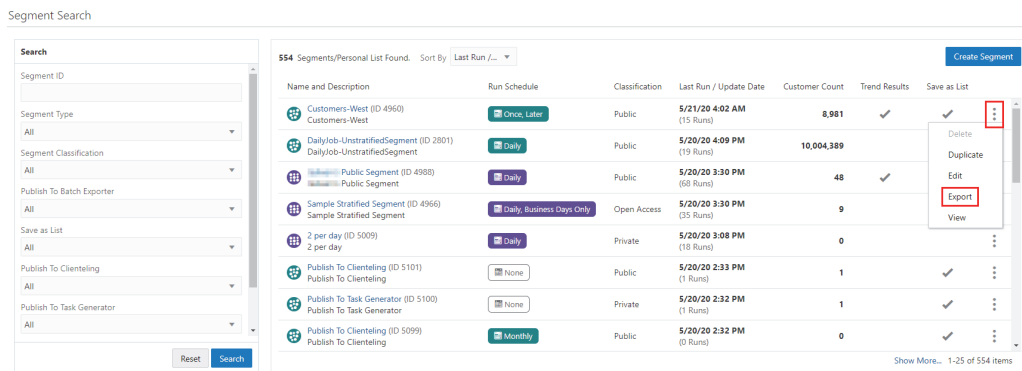 Segment Search
Search
Segment ID
Segment Type
All
Segment Classification
All
Publish To Batch Exporter
All
Save as List
All
Publish To Clienteling
All
Publish To Task Generator
All
Reset Search
554 Segments/Personal List Found. Sort By Last Run /... Create Segment
Name and Description Run Schedule Classification Last Run / Update Date Customer Count Trend Results Save as List
Customers-West (ID 4960)
Customers-West
Once, Later
Public
5/21/20 4:02 AM
(15 Runs)
8,981
DailyJob-UnstratifiedSegment (ID 2801)
DailyJob-UnstratifiedSegment
Daily
Public
5/20/20 4:09 PM
(19 Runs)
10,004,389
Public Segment (ID 4988)
Public Segment
Daily
Public
5/20/20 3:30 PM
(68 Runs)
48
Sample Stratified Segment (ID 4966)
Sample Stratified Segment
Daily, Business Days Only
Open Access
5/20/20 3:30 PM
(35 Runs)
9
2 per day (ID 5009)
2 per day
Daily
Private
5/20/20 3:08 PM
(18 Runs)
0
Publish To Clienteling (ID 5101)
Publish To Clienteling
None
Public
5/20/20 2:33 PM
(1 Runs)
1
Publish To Task Generator (ID 5100)
Publish To Task Generator
None
Private
5/20/20 2:32 PM
(1 Runs)
1
Publish To Clienteling (ID 5099)
Publish To Clienteling
Monthly
Public
5/20/20 2:32 PM
(0 Runs)
0
Delete
Duplicate
Edit
Export
View
Show More... 1-25 of 554 items